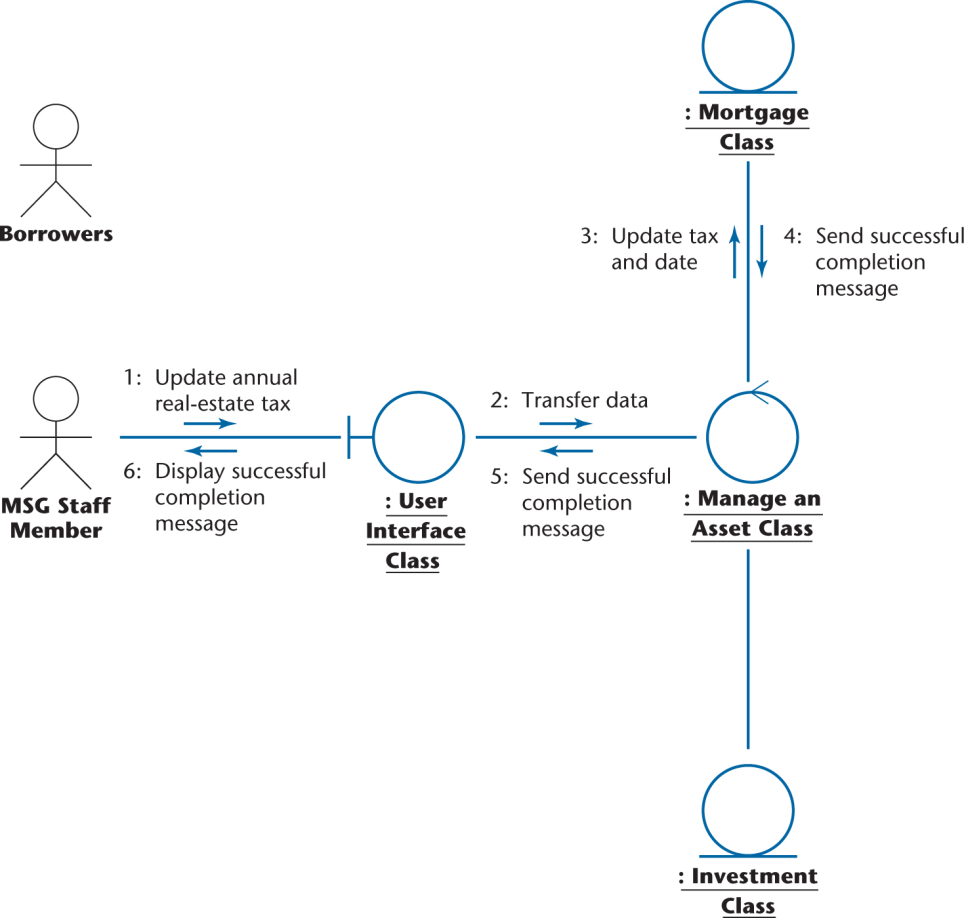 : Mortgage
Class
Borrowers
3: Update tax
and date
4: Send successful
completion
message
1: Update annual
real-estate tax
2: Transfer data
6: Display successful
completion
message
5: Send successful
completion
message
MSG Staff
Member
: User
Interface
Class
: Manage an
Asset Class
: Investment
Class